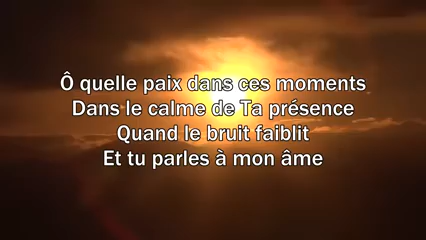 Ô quelle paix dans ces moments
Dans le calme de Ta présence
Quand le bruit faiblit
Et tu parles à mon âme